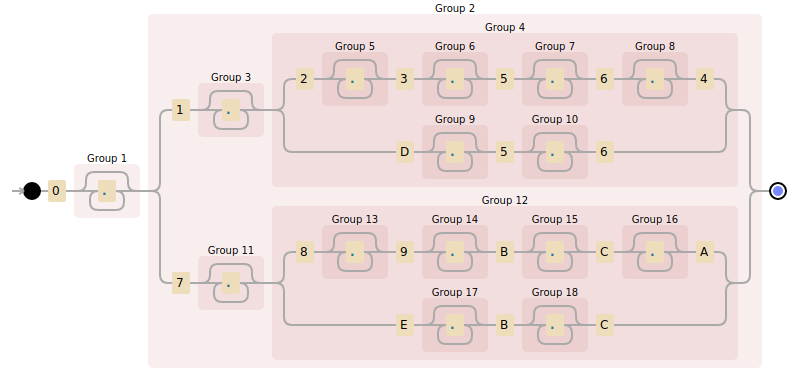 Group 2
Group 4
Group 5 Group 6 Group 7 Group 8
Group 3
2 . 3 . 5 . 6 . 4
1 .
Group 9 Group 10
D . 5 . 6
Group 1
0 .
Group 12
Group 13 Group 14 Group 15 Group 16
Group 11
8 . 9 . B . C . A
7 .
Group 17 Group 18
E . B . C